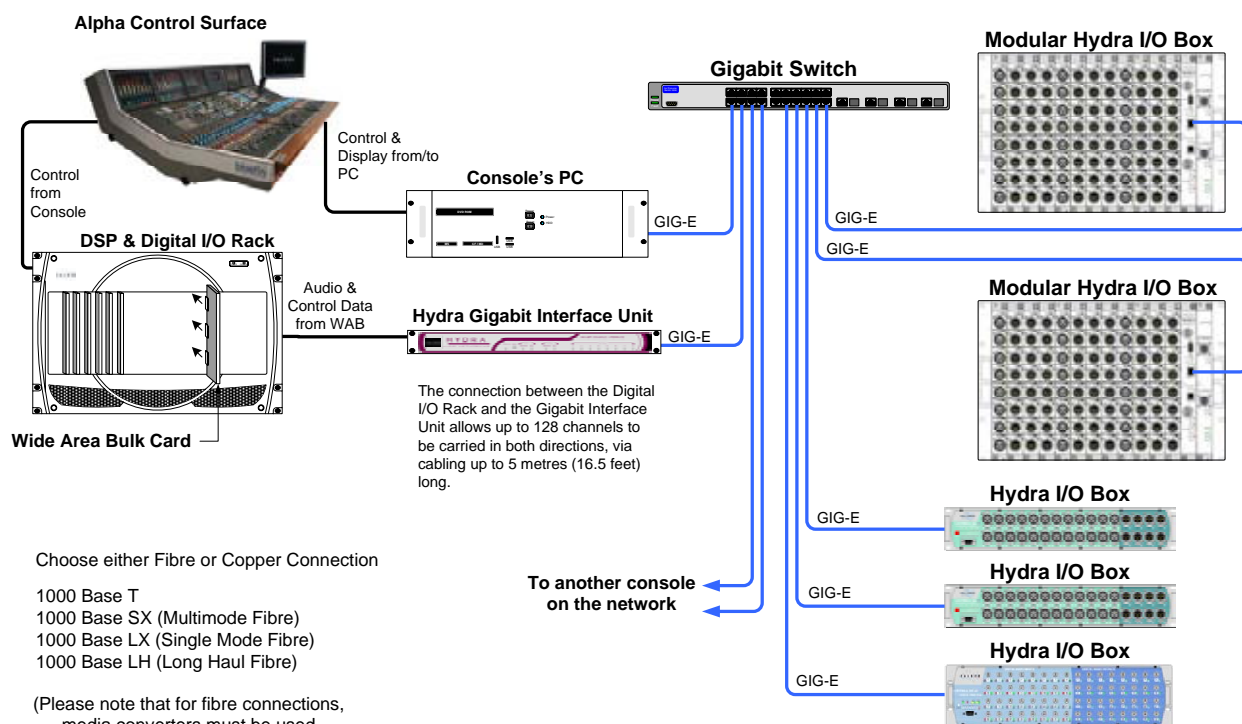 Alpha Control Surface
Modular Hydra I/O Box
Gigabit Switch
Control &
Display from/to
PC
Control
from
Console
Console's PC
GIG-E
GIG-E
GIG-E
DSP & Digital I/O Rack
Audio &
Control Data
from WAB
Hydra Gigabit Interface Unit
GIG-E
HYDRA
Modular Hydra I/O Box
The connection between the Digital
I/O Rack and the Gigabit Interface
Unit allows up to 128 channels to
be carried in both directions, via
cabling up to 5 metres (16.5 feet)
long.
Wide Area Bulk Card
Hydra I/O Box
GIG-E
Choose either Fibre or Copper Connection
1000 Base T
1000 Base SX (Multimode Fibre)
1000 Base LX (Single Mode Fibre)
1000 Base LH (Long Haul Fibre)
To another console
on the network
Hydra I/O Box
GIG-E
Hydra I/O Box
GIG-E
(Please note that for fibre connections,
media converters must be used